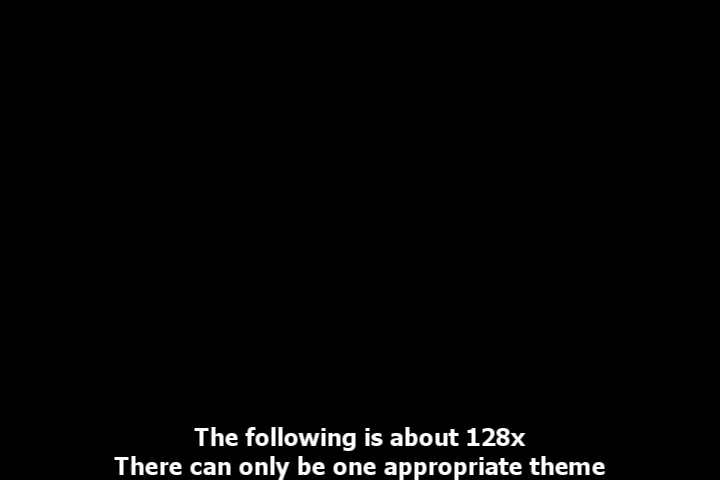 The following is about 128x
There can only be one appropriate theme